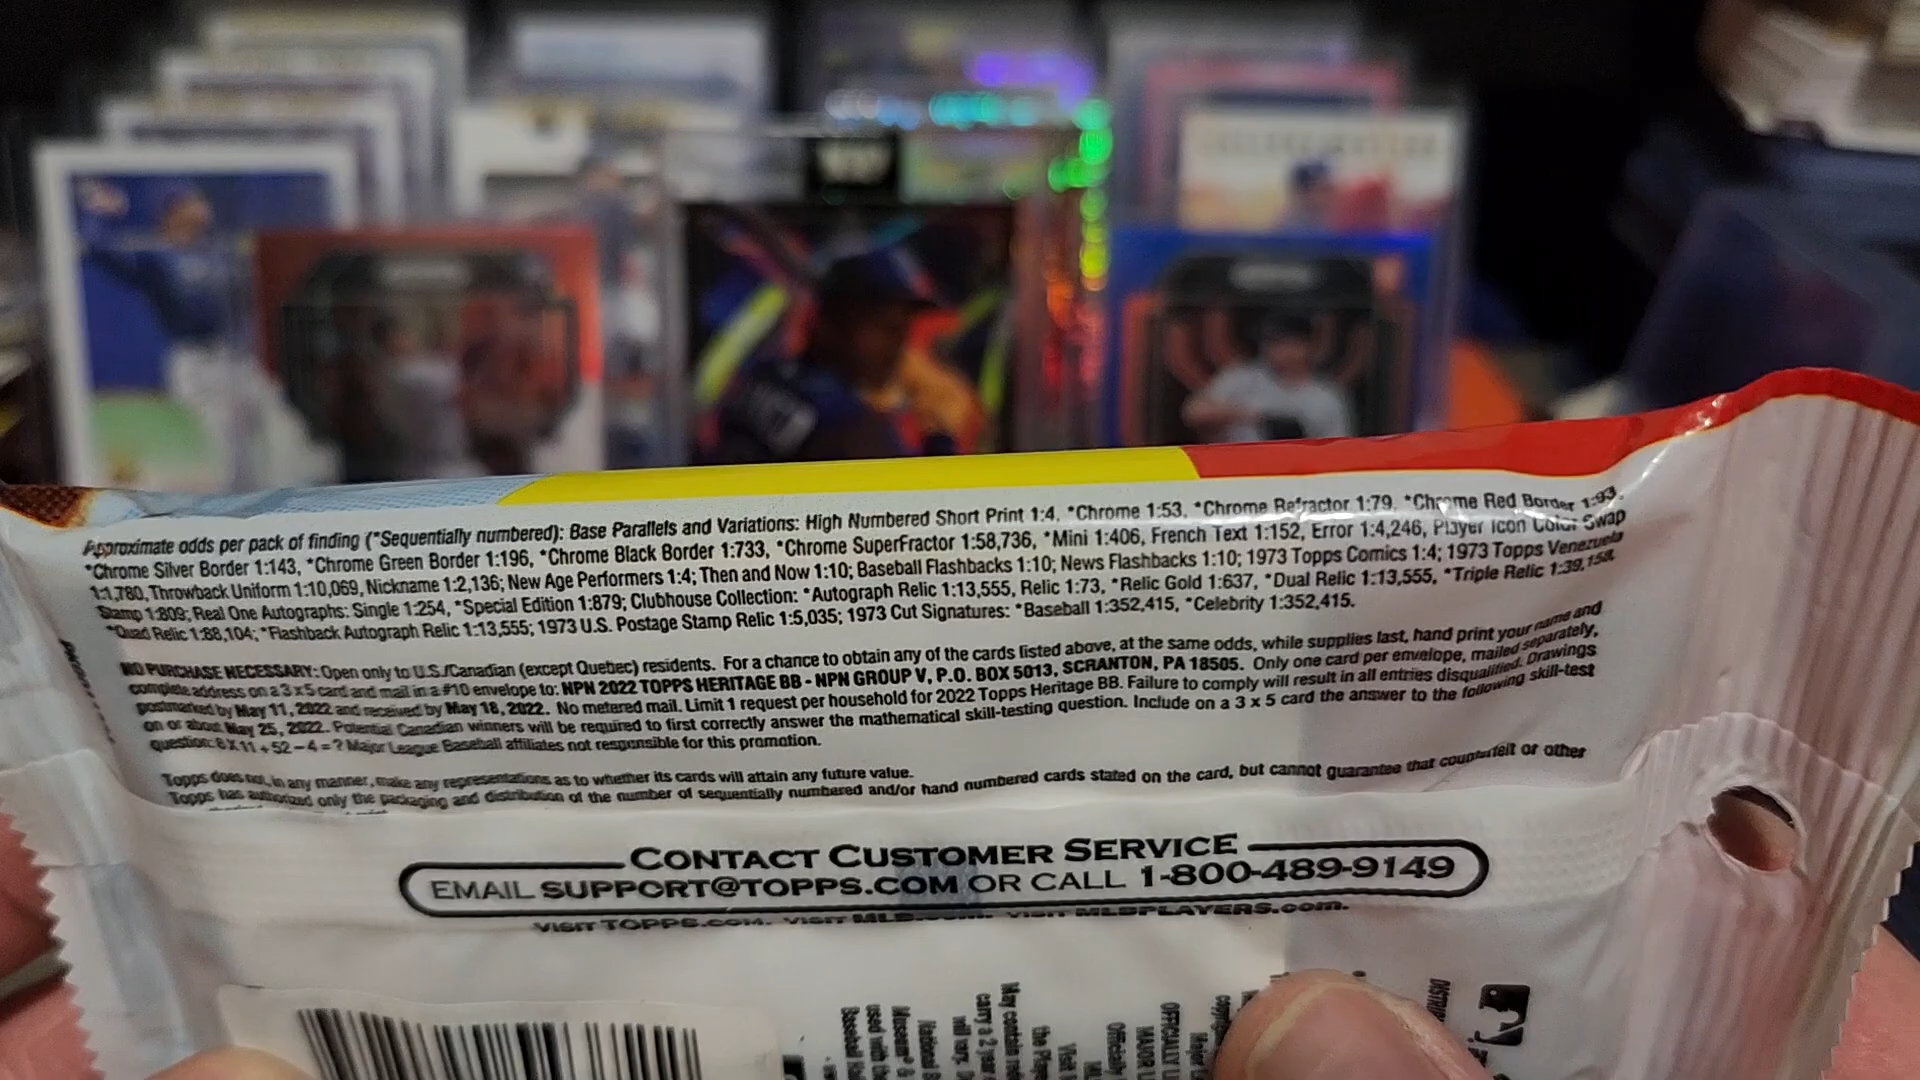 Approximate odds per pack of finding (*Sequentially numbered): Base Parallels and Variations: High Numbered Short Print 1:4, *Chrome 1:53, *Chrome Refractor 1:79, *Chrome Red Border 1:93,
*Chrome Silver Border 1:143, *Chrome Green Border 1:196, *Chrome Black Border 1:733, *Chrome SuperFractor 1:58,736, *Mini 1:406, French Text 1:152, Error 1:4,246, Player Icon Color Swap
1:1,780, Throwback Uniform 1:10,069, Nickname 1:2,136; New Age Performers 1:4; Then and Now 1:10; Baseball Flashbacks 1:10; News Flashbacks 1:10; 1973 Topps Comics 1:4; 1973 Topps Venezuela
Stamp 1:809; Real One Autographs: Single 1:254, *Special Edition 1:879; Clubhouse Collection: *Autograph Relic 1:13,555, Relic 1:73, *Relic Gold 1:637, *Dual Relic 1:13,555, *Triple Relic 1:39,158,
*Quad Relic 1:88,104; *Flashback Autograph Relic 1:13,555; 1973 U.S. Postage Stamp Relic 1:5,035; 1973 Cut Signatures: *Baseball 1:352,415, *Celebrity 1:352,415.
NO PURCHASE NECESSARY: Open only to U.S./Canadian (except Quebec) residents. For a chance to obtain any of the cards listed above, at the same odds, while supplies last, hand print your name and
complete address on a 3 x 5 card and mail in a #10 envelope to: NPN 2022 TOPPS HERITAGE BB - NPN GROUP V, P.O. BOX 5013, SCRANTON, PA 18505. Only one card per envelope, mailed separately,
postmarked by May 11, 2022 and received by May 18, 2022. No metered mail. Limit 1 request per household for 2022 Topps Heritage BB. Failure to comply will result in all entries disqualified. Drawings
on or about May 25, 2022. Potential Canadian winners will be required to first correctly answer the mathematical skill-testing question. Include on a 3 x 5 card the answer to the following skill-test
question: 8 X 11 + 52 – 4 = ? Major League Baseball affiliates not responsible for this promotion.
Topps does not, in any manner, make any representations as to whether its cards will attain any future value.
Topps has authorized only the packaging and distribution of the number of sequentially numbered and/or hand numbered cards stated on the card, but cannot guarantee that counterfeit or other
CONTACT CUSTOMER SERVICE
EMAIL SUPPORT@TOPPS.COM OR CALL 1-800-489-9149
VISIT TOPPS.COM. VISIT MLB.COM. VISIT MLBPLAYERS.COM.
May contain
carry a 2 year
will vary.
National
Museum
used with the
Baseball